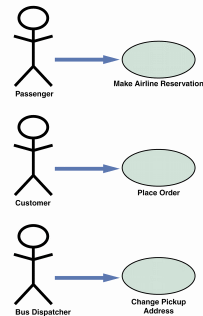 Passenger
Make Airline Reservation
Customer
Place Order
Bus Dispatcher
Change Pickup
Address